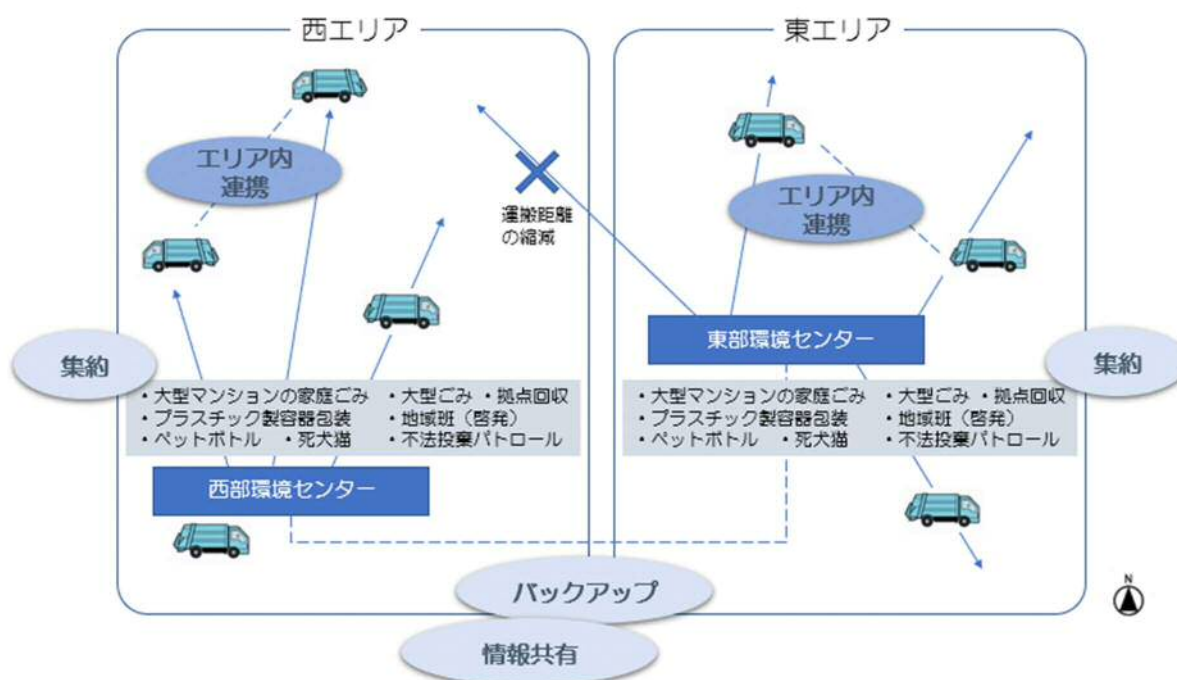 西エリア
東エリア
エリア内
連携
運搬距離
の縮減
エリア内
連携
集約
東部環境センター
集約
・大型マンションの家庭ごみ ・大型ごみ ・拠点回収
・プラスチック製容器包装 ・地域班（啓発）
・ペットボトル ・死犬猫 ・不法投棄パトロール
・大型マンションの家庭ごみ ・大型ごみ ・拠点回収
・プラスチック製容器包装 ・地域班（啓発）
・ペットボトル ・死犬猫 ・不法投棄パトロール
西部環境センター
バックアップ
N
情報共有